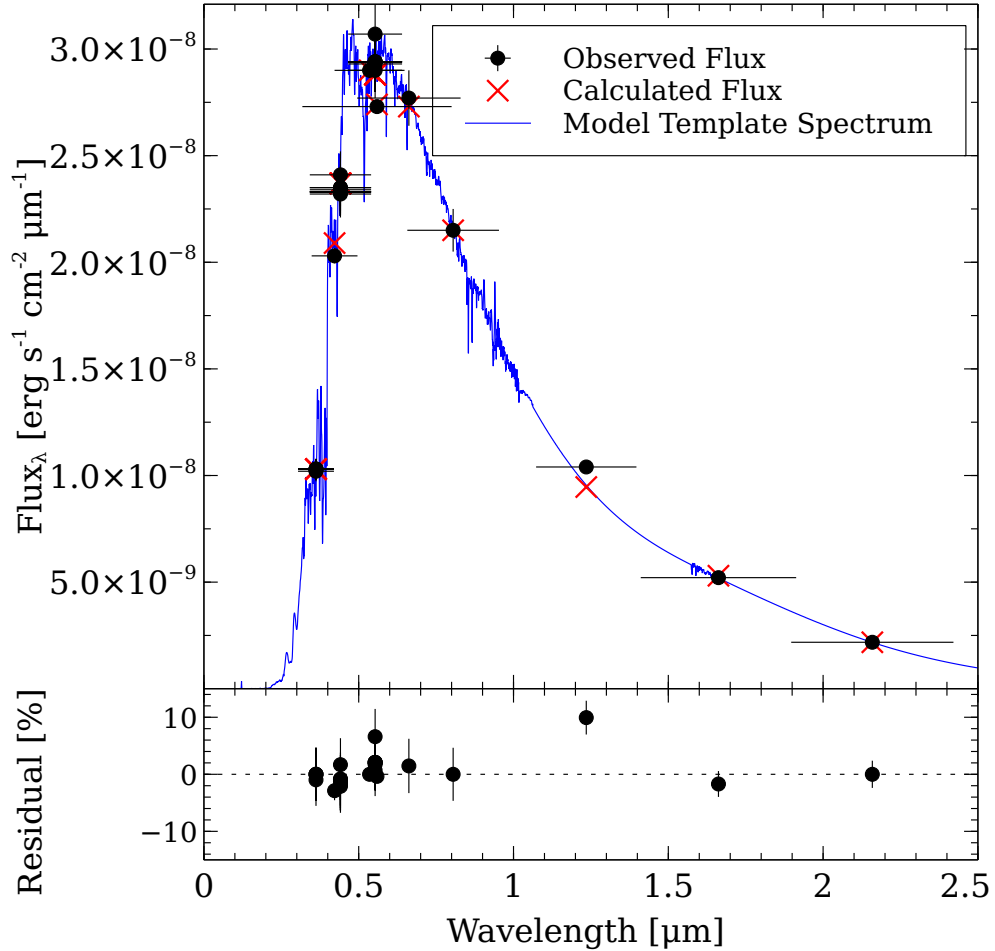 3.0×10⁻⁸
2.5×10⁻⁸
2.0×10⁻⁸
1.5×10⁻⁸
1.0×10⁻⁸
5.0×10⁻⁹
Flux_λ [erg s⁻¹ cm⁻² μm⁻¹]
Observed Flux
Calculated Flux
Model Template Spectrum
10
0
−10
Residual [%]
0 0.5 1 1.5 2 2.5
Wavelength [μm]